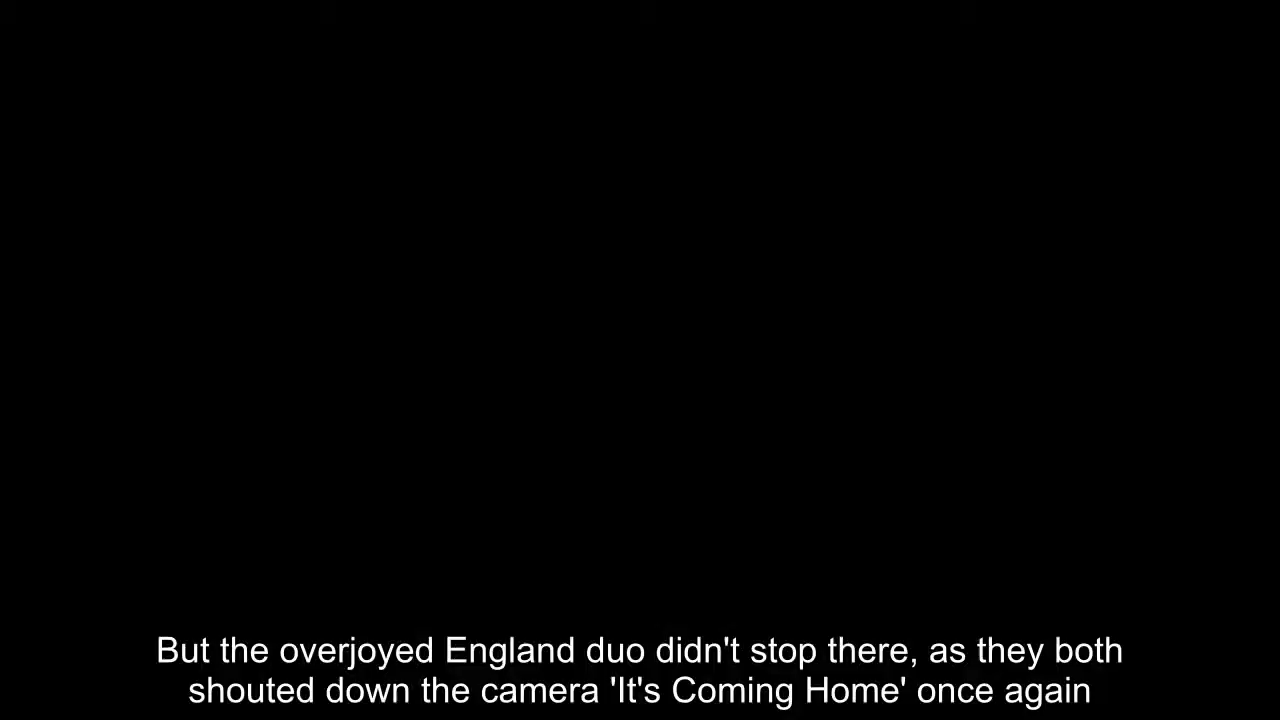 But the overjoyed England duo didn't stop there, as they both
shouted down the camera 'It's Coming Home' once again